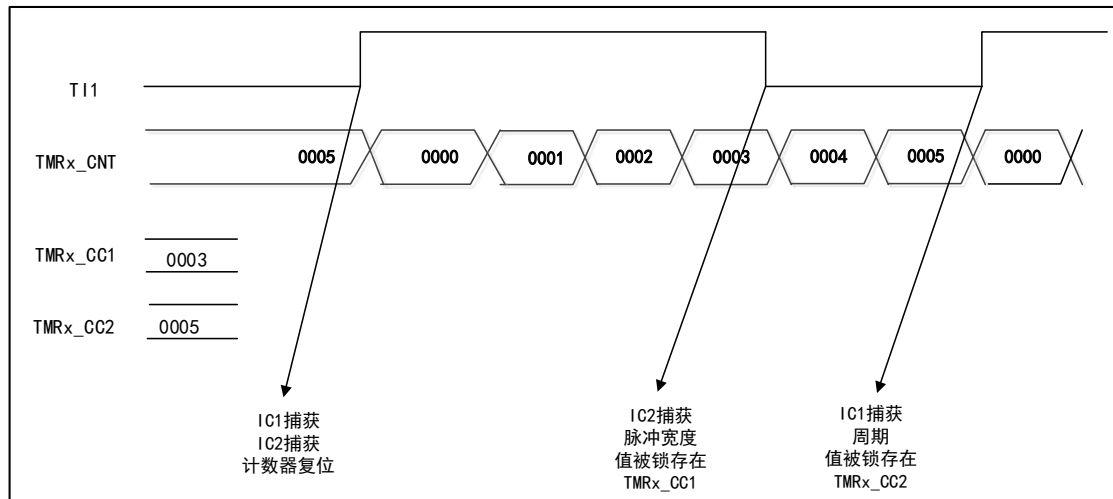 TI1
TMRx_CNT
0005 0000 0001 0002 0003 0004 0005 0000
TMRx_CC1
0003
TMRx_CC2
0005
IC1捕获
IC2捕获
计数器复位
IC2捕获
脉冲宽度
值被锁存在
TMRx_CC1
IC1捕获
周期
值被锁存在
TMRx_CC2